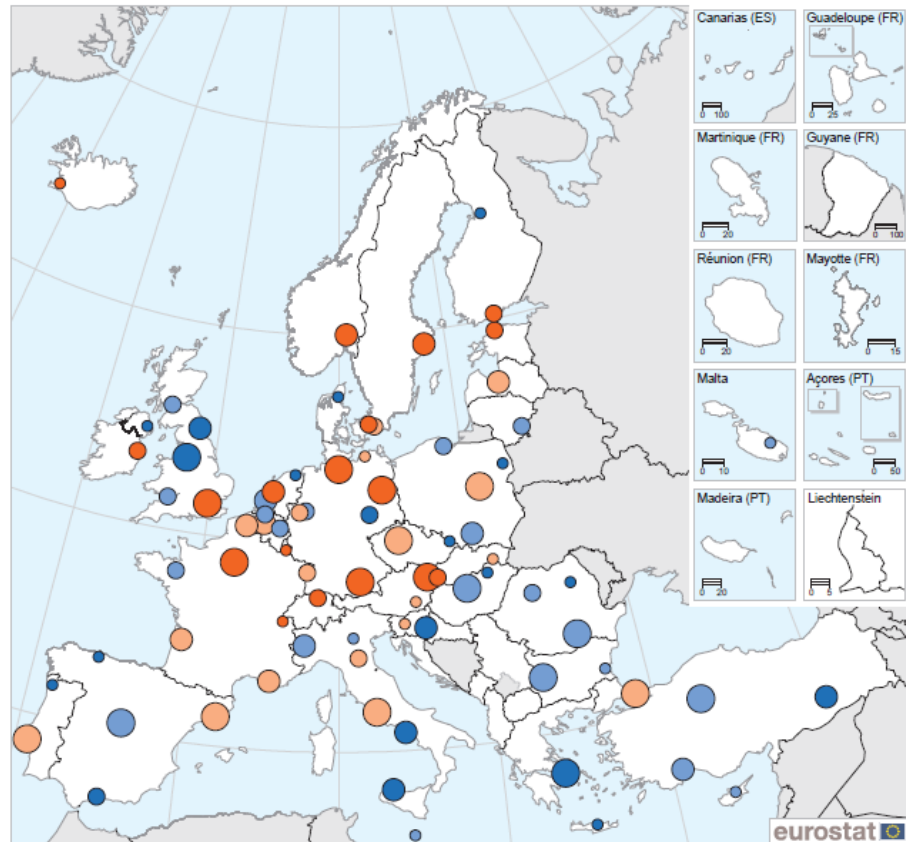 Canarias (ES)
0 100
Guadeloupe (FR)
0 25
Martinique (FR)
0 20
Guyane (FR)
0 100
Réunion (FR)
0 20
Mayotte (FR)
0 15
Malta
0 10
Açores (PT)
0 50
Madeira (PT)
0 20
Liechtenstein
0 5
eurostat